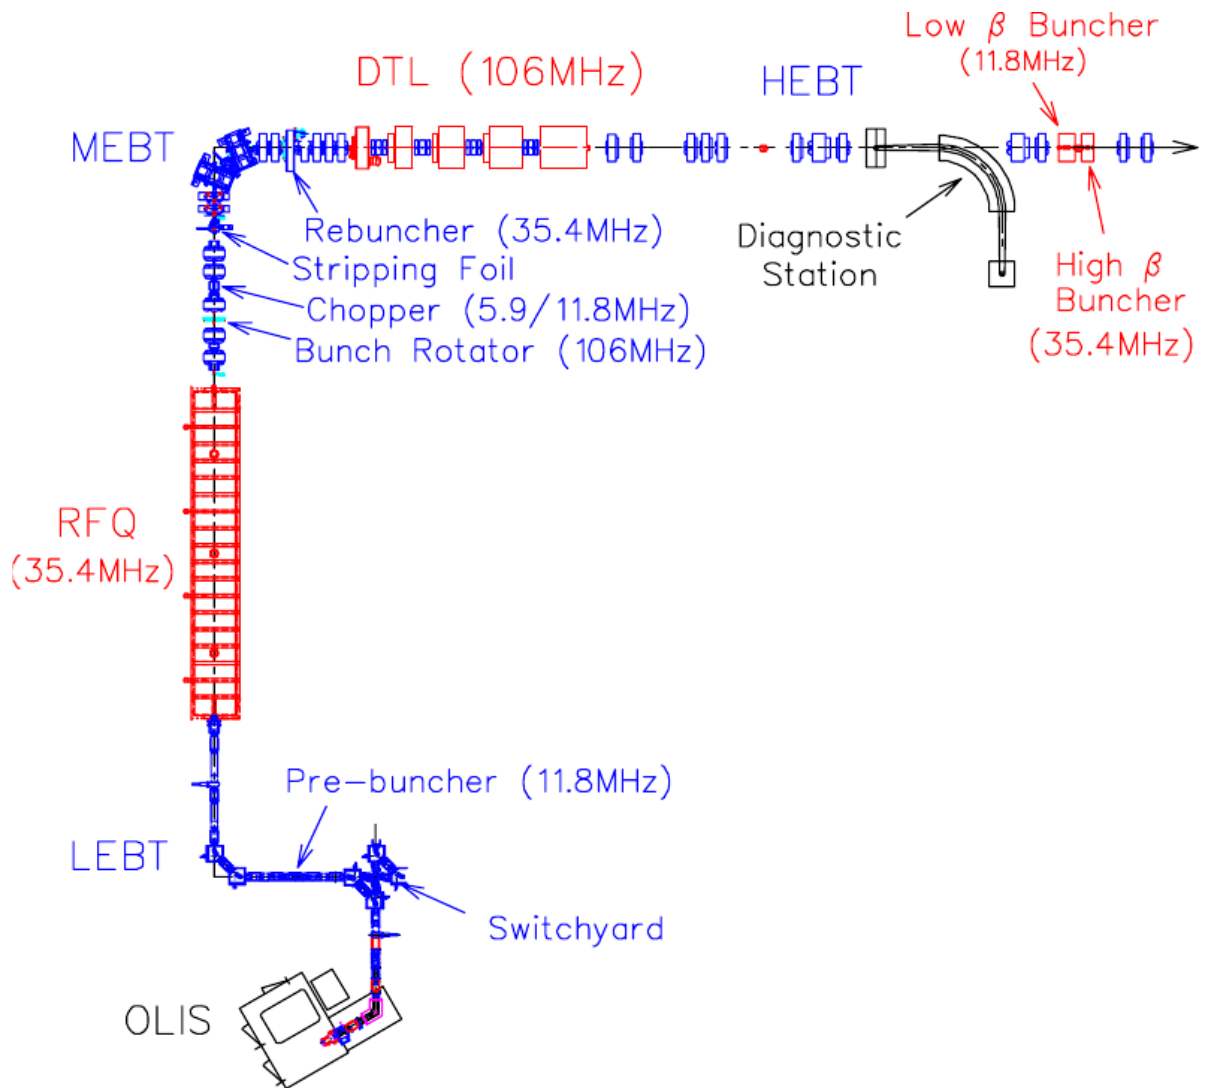 Low β Buncher
(11.8MHz)
DTL (106MHz)
HEBT
MEBT
Rebuncher (35.4MHz)
Stripping Foil
Chopper (5.9/11.8MHz)
Bunch Rotator (106MHz)
Diagnostic
Station
High β
Buncher
(35.4MHz)
RFQ
(35.4MHz)
Pre-buncher (11.8MHz)
LEBT
Switchyard
OLIS